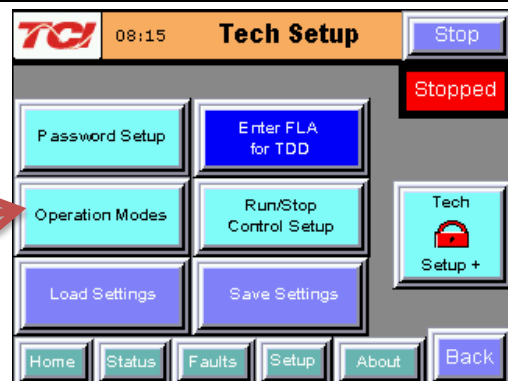 TCI 08:15 Tech Setup Stop
Stopped
Password Setup
Enter FLA
for TDD
Operation Modes
Run/Stop
Control Setup
Tech
Setup +
Load Settings
Save Settings
Home Status Faults Setup About Back